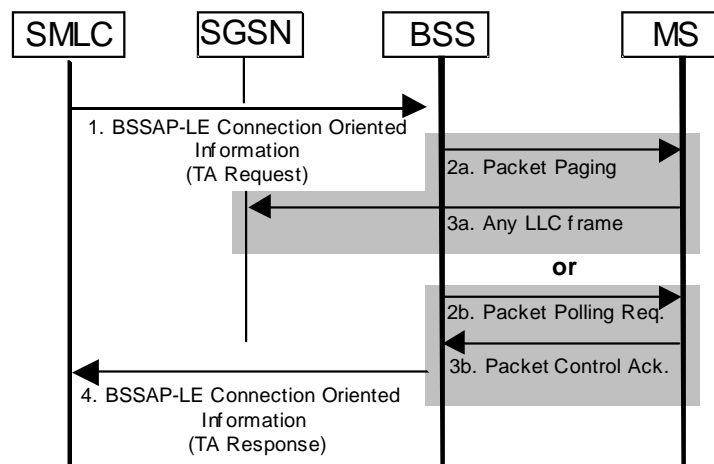 SMLC
SGSN
BSS
MS
1. BSSAP-LE Connection Oriented
Information
(TA Request)
2a. Packet Paging
3a. Any LLC frame
or
2b. Packet Polling Req.
3b. Packet Control Ack.
4. BSSAP-LE Connection Oriented
Information
(TA Response)